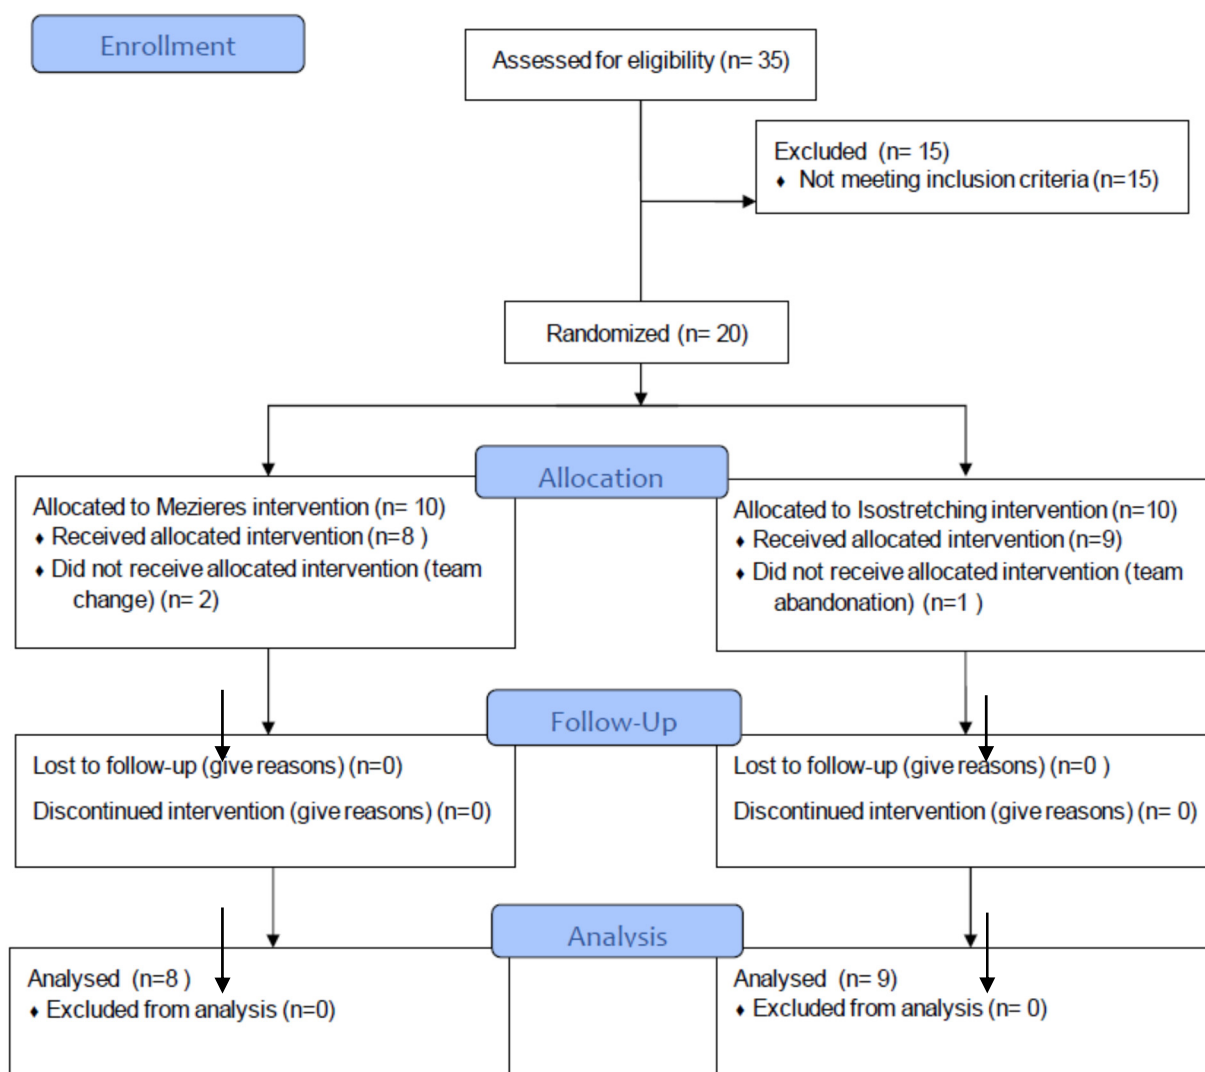 Enrollment
Assessed for eligibility (n= 35)
Excluded (n= 15)
♦ Not meeting inclusion criteria (n=15)
Randomized (n= 20)
Allocation
Allocated to Mezieres intervention (n= 10)
♦ Received allocated intervention (n=8 )
♦ Did not receive allocated intervention (team
change) (n= 2)
Allocated to Isostretching intervention (n=10)
♦ Received allocated intervention (n=9)
♦ Did not receive allocated intervention (team
abandonation) (n=1 )
Follow-Up
Lost to follow-up (give reasons) (n=0)
Discontinued intervention (give reasons) (n=0)
Lost to follow-up (give reasons) (n=0 )
Discontinued intervention (give reasons) (n= 0)
Analysis
Analysed (n=8 )
♦ Excluded from analysis (n=0)
Analysed (n= 9)
♦ Excluded from analysis (n= 0)